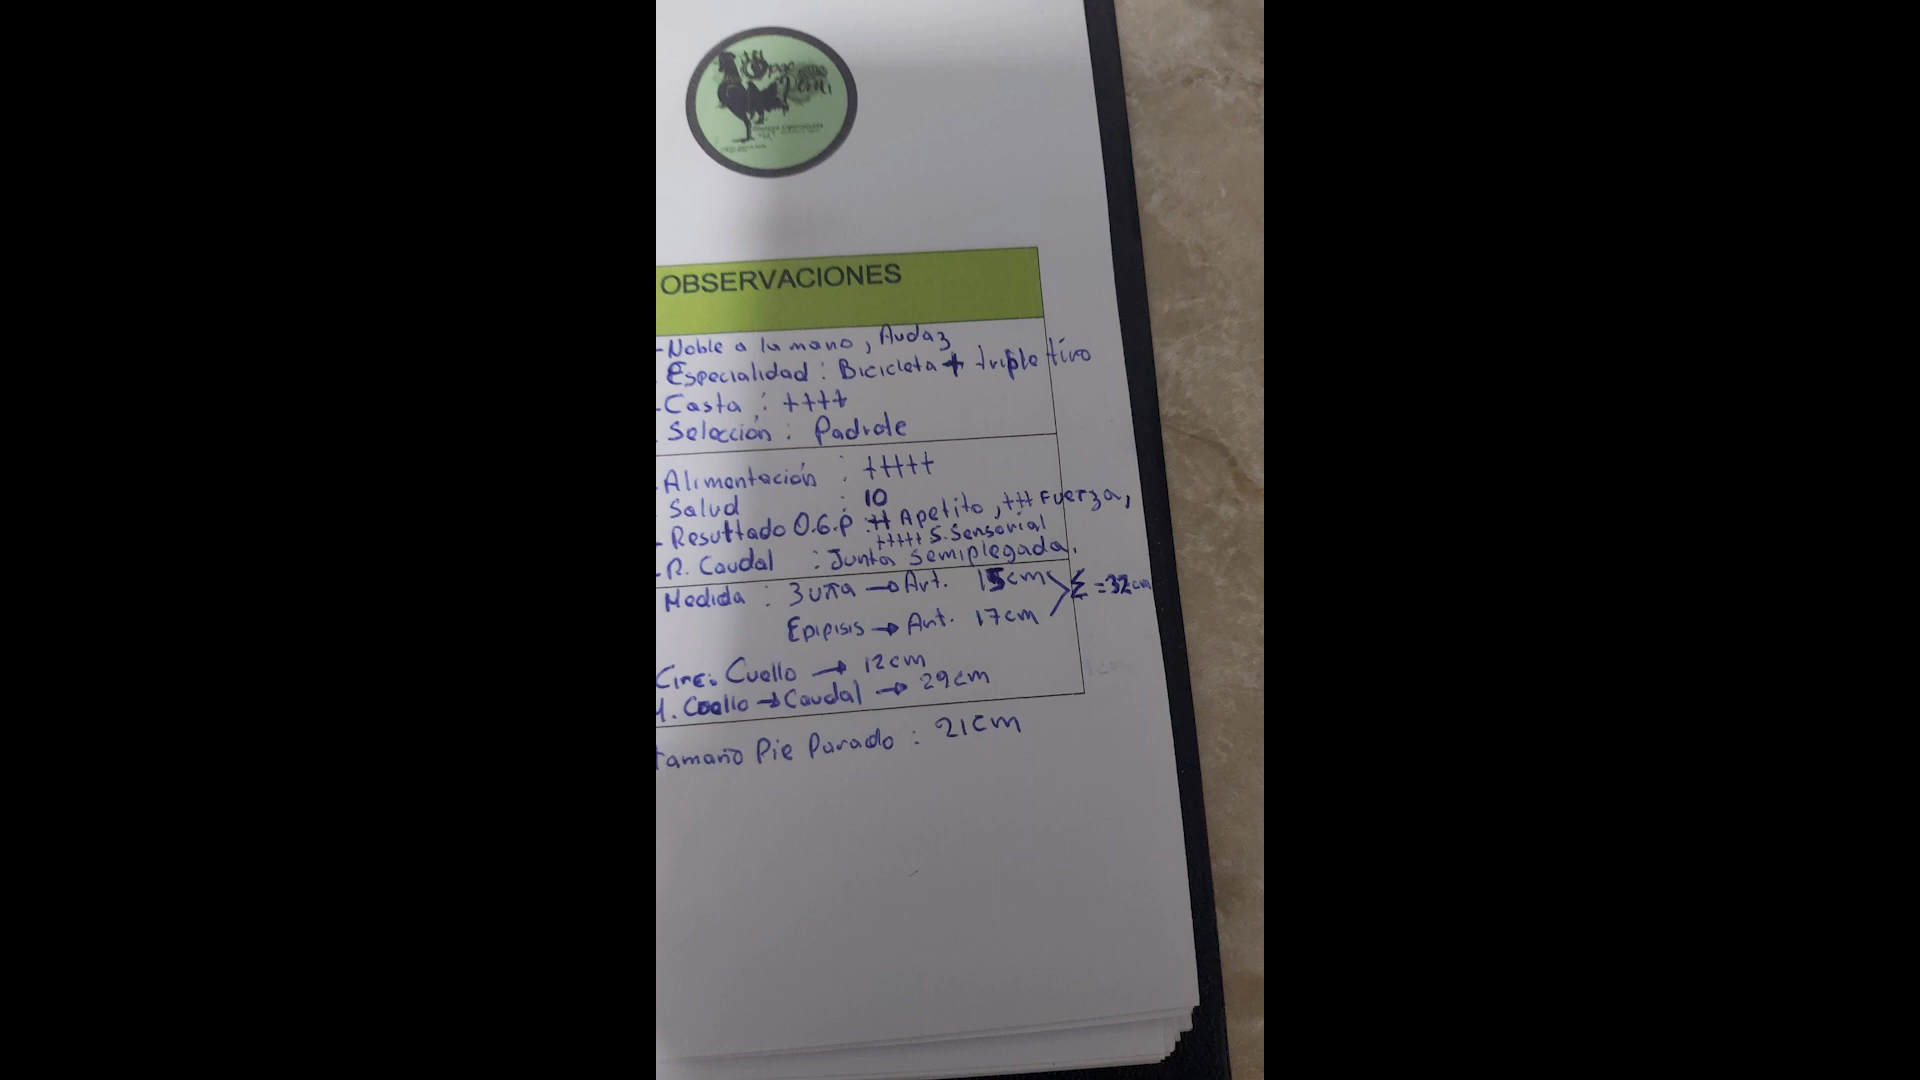 OBSERVACIONES
-Noble a la mano, Audaz
. Especialidad : Bicicleta + triple tiro
-Casta : ++++
. Selección : Padrote
. Alimentación : +++++
. Salud : 10
- Resultado O.G.P : ++ Apetito, +++ Fuerza,
+++++ S. Sensorial
- R. Caudal : Junta semiplegada.
Medida : 3 uña → Art. 15cm
Epipisis → Art. 17cm
Σ = 32cm
Circ. Cuello → 12cm
Cuello → Caudal → 29cm
Tamaño Pie Parado : 21cm